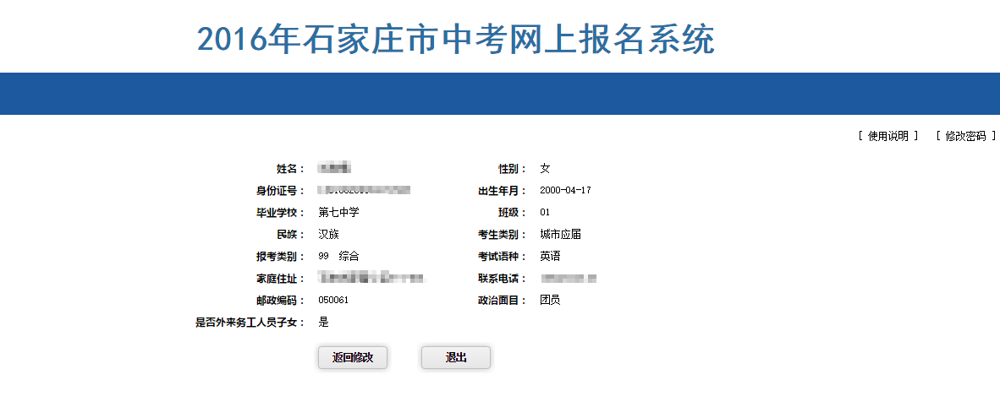 2016年石家庄市中考网上报名系统
[ 使用说明 ] [ 修改密码 ]
姓名： 性别： 女
身份证号： 出生年月： 2000-04-17
毕业学校： 第七中学 班级： 01
民族： 汉族 考生类别： 城市应届
报考类别： 99 综合 考试语种： 英语
家庭住址： 联系电话：
邮政编码： 050061 政治面目： 团员
是否外来务工人员子女： 是
返回修改 退出